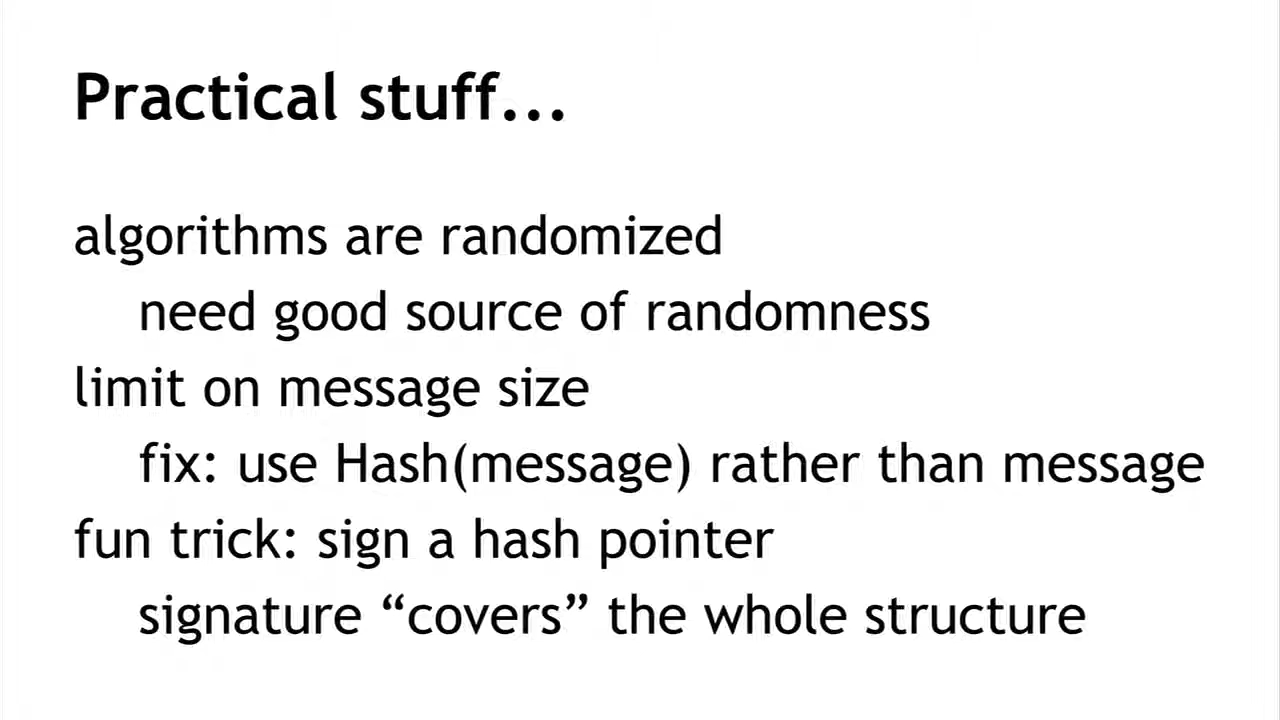 Practical stuff...
algorithms are randomized
need good source of randomness
limit on message size
fix: use Hash(message) rather than message
fun trick: sign a hash pointer
signature “covers” the whole structure